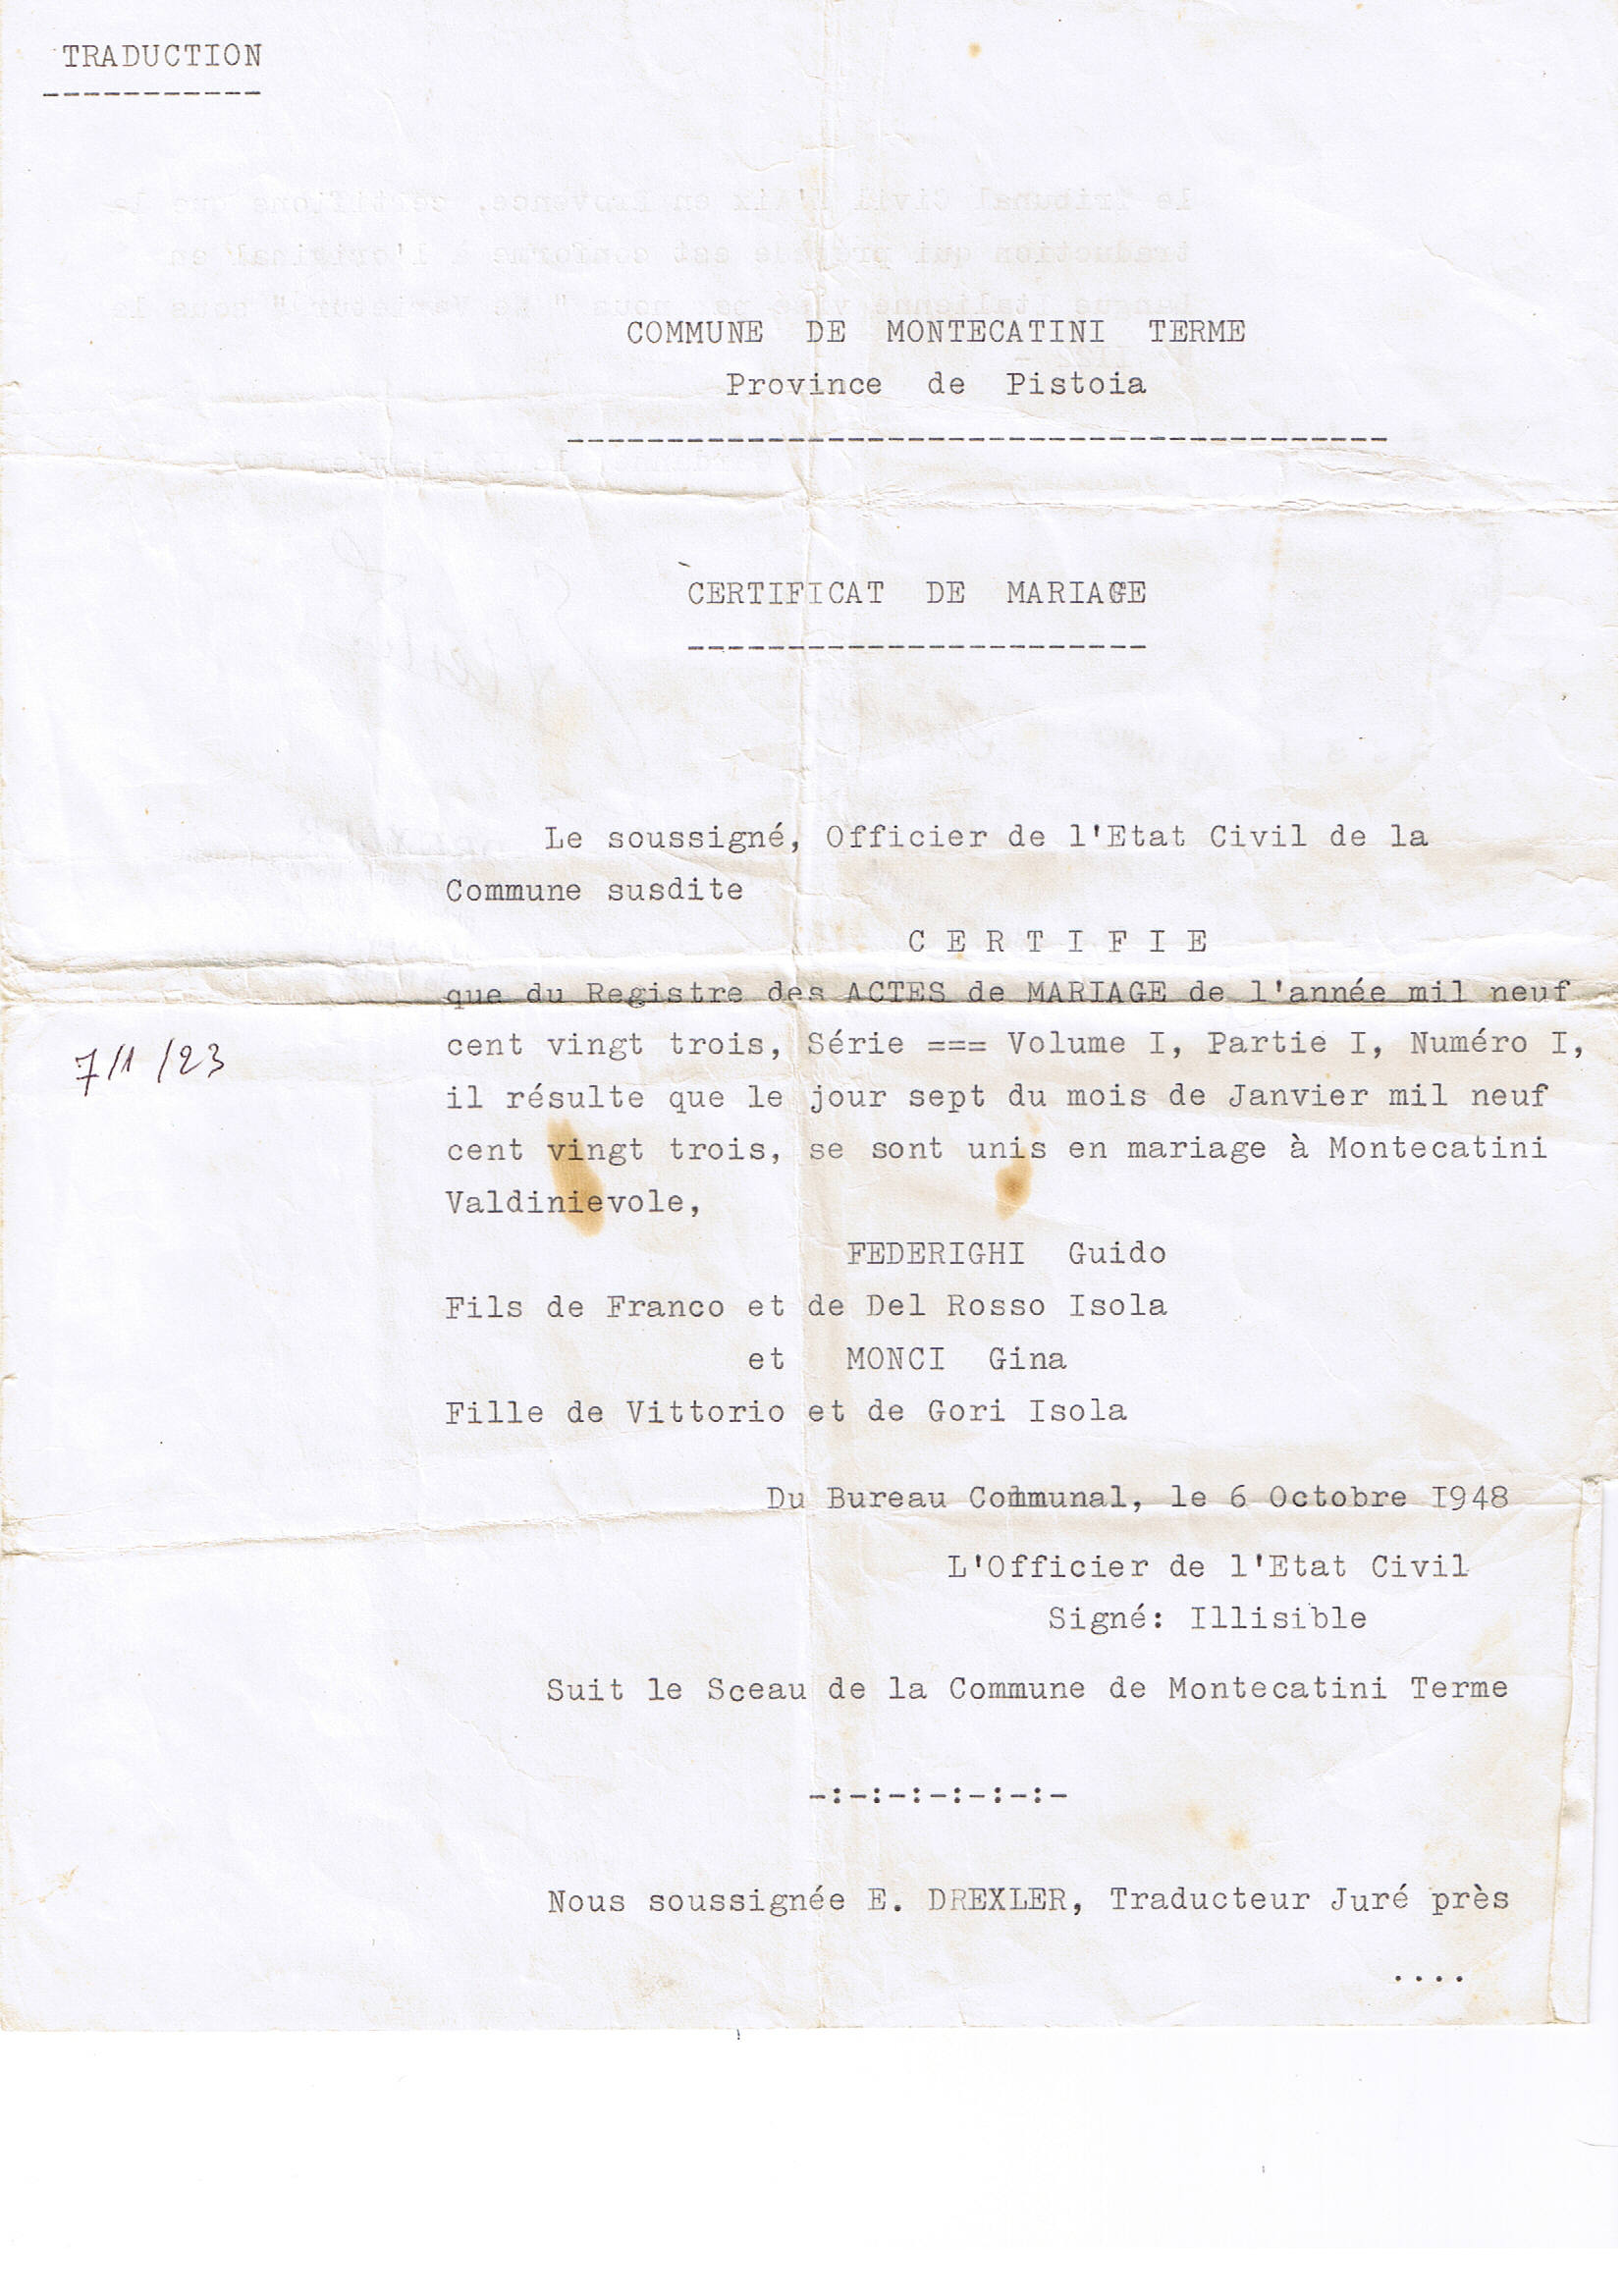 TRADUCTION
-----------
COMMUNE DE MONTECATINI TERME
Province de Pistoia
-----------------------------------------
CERTIFICAT DE MARIAGE
-----------------------
Le soussigné, Officier de l'Etat Civil de la
Commune susdite
C E R T I F I E
que du Registre des ACTES de MARIAGE de l'année mil neuf
cent vingt trois, Série === Volume I, Partie I, Numéro I,
7/1/23
il résulte que le jour sept du mois de Janvier mil neuf
cent vingt trois, se sont unis en mariage à Montecatini
Valdinievole,
FEDERIGHI Guido
Fils de Franco et de Del Rosso Isola
et MONCI Gina
Fille de Vittorio et de Gori Isola
Du Bureau Communal, le 6 Octobre I948
L'Officier de l'Etat Civil
Signé: Illisible
Suit le Sceau de la Commune de Montecatini Terme
-:-:-:-:-:-:-
Nous soussignée E. DREXLER, Traducteur Juré près
....